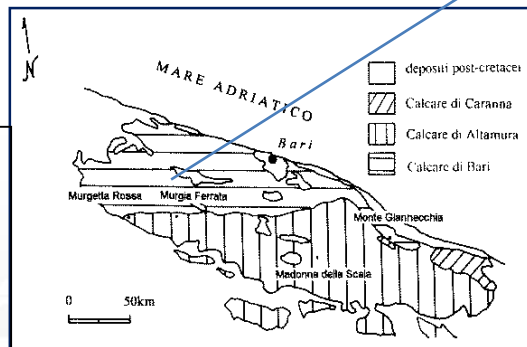 N
MARE ADRIATICO
Bari
depositi post-cretacei
Calcare di Caranna
Calcare di Altamura
Calcare di Bari
Murgetta Rossa
Murgia Ferrata
Monte Giannecchia
Madonna della Scala
0 50km